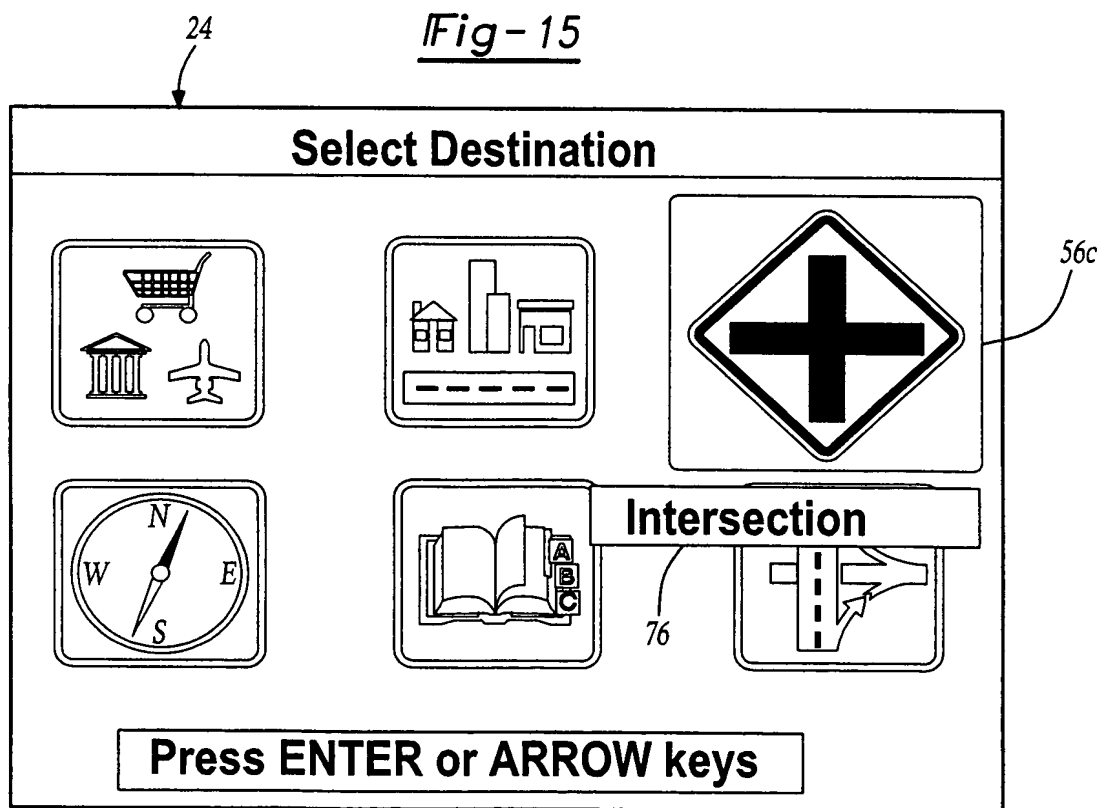 Fig-15
24
Select Destination
56c
N
W E
S
A
B
C
Intersection
76
Press ENTER or ARROW keys